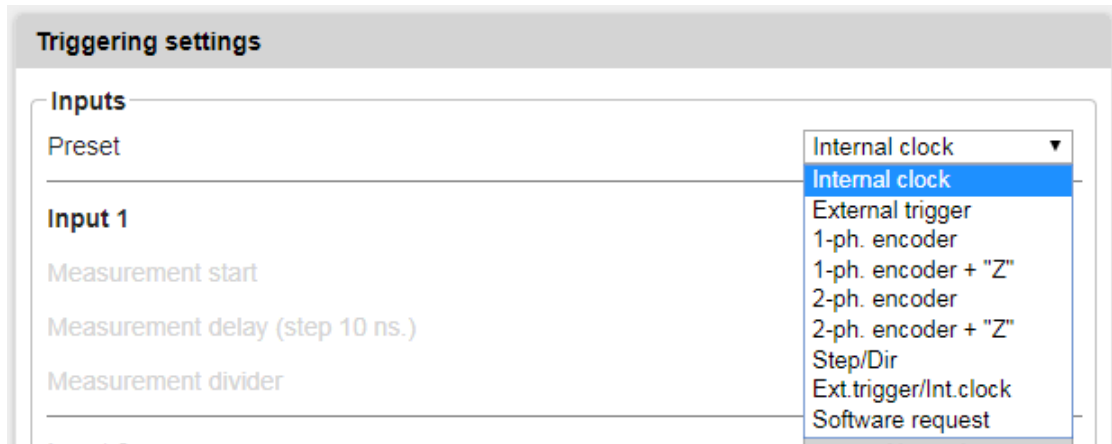 Triggering settings
Inputs
Preset
Internal clock
Internal clock
External trigger
Input 1
1-ph. encoder
1-ph. encoder + "Z"
Measurement start
2-ph. encoder
2-ph. encoder + "Z"
Measurement delay (step 10 ns.)
Step/Dir
Measurement divider
Ext.trigger/Int.clock
Software request